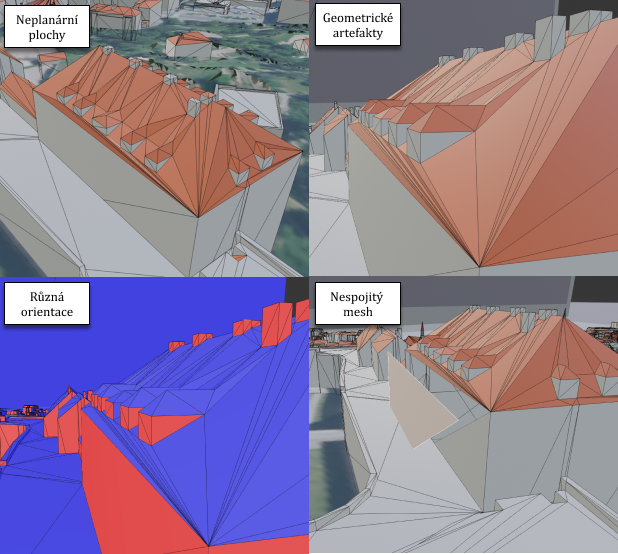 Neplanární
plochy
Geometrické
artefakty
Různá
orientace
Nespojitý
mesh